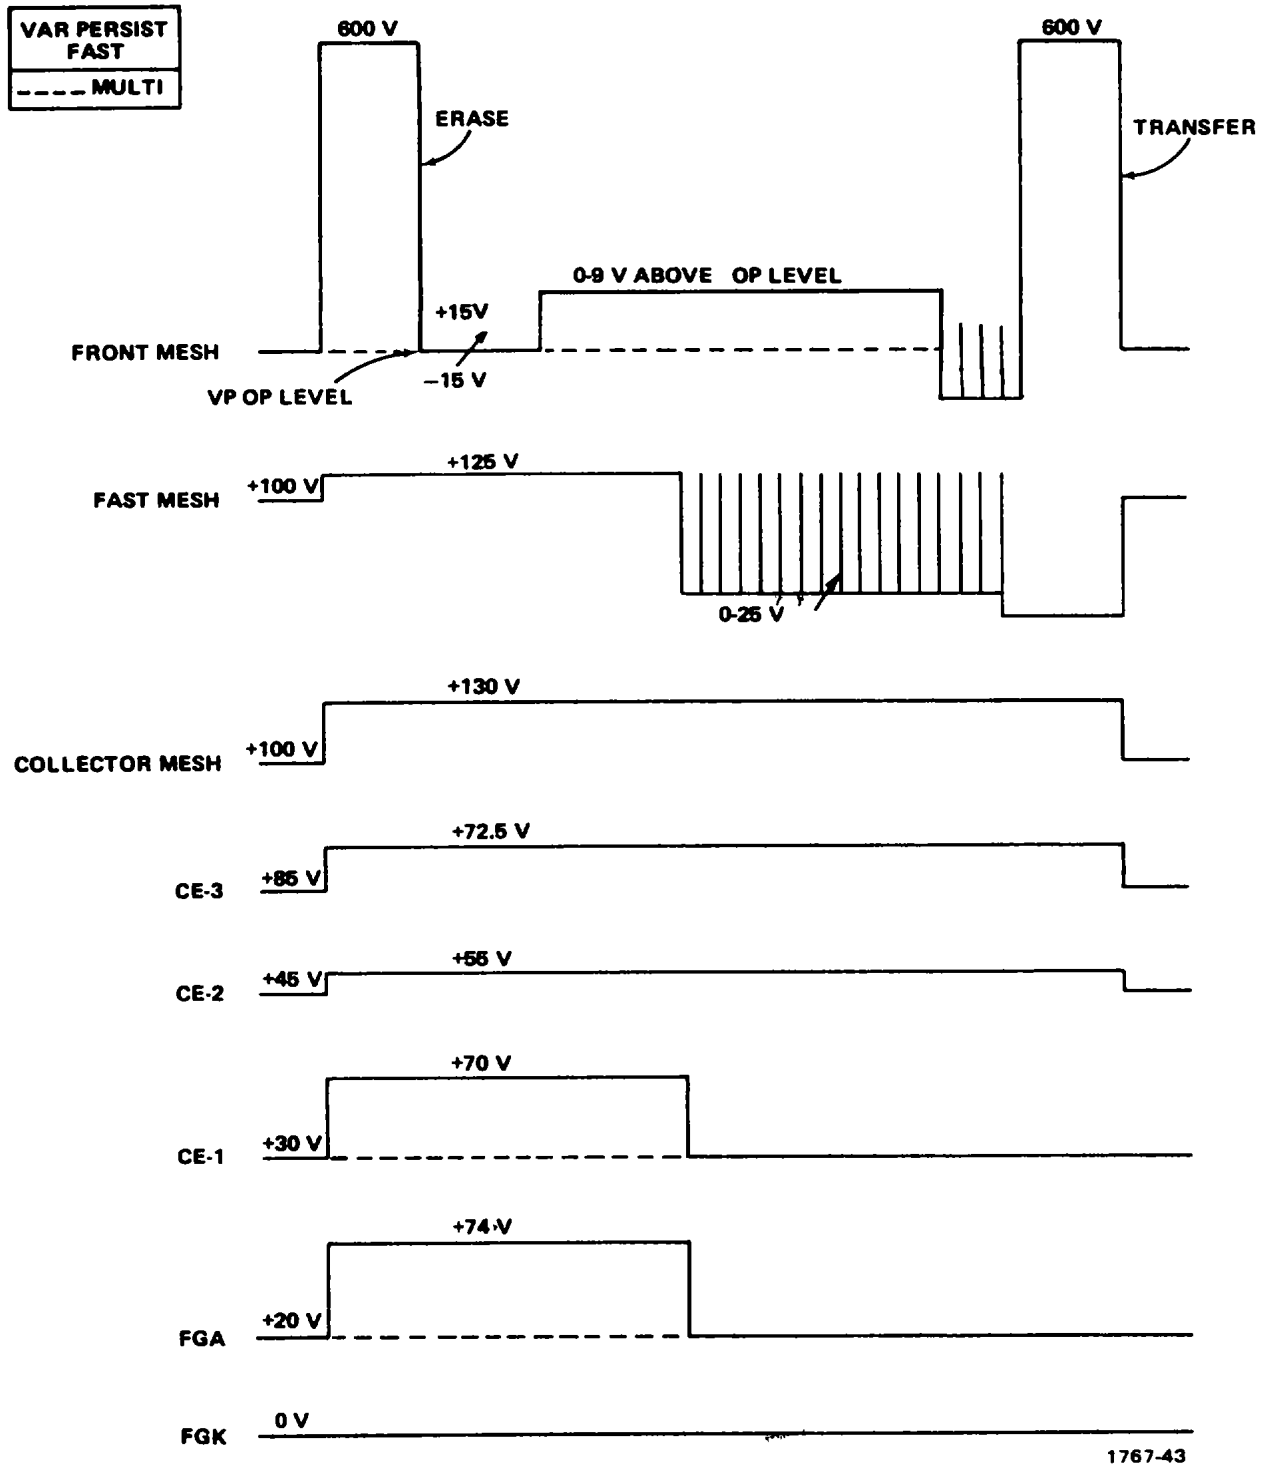 VAR PERSIST
FAST
---- MULTI
600 V
600 V
ERASE
TRANSFER
0-9 V ABOVE OP LEVEL
+15V
FRONT MESH
−15 V
VP OP LEVEL
+125 V
+100 V
FAST MESH
0-25 V
+130 V
+100 V
COLLECTOR MESH
+72.5 V
+85 V
CE-3
+55 V
+45 V
CE-2
+70 V
+30 V
CE-1
+74 V
+20 V
FGA
0 V
FGK
1767-43